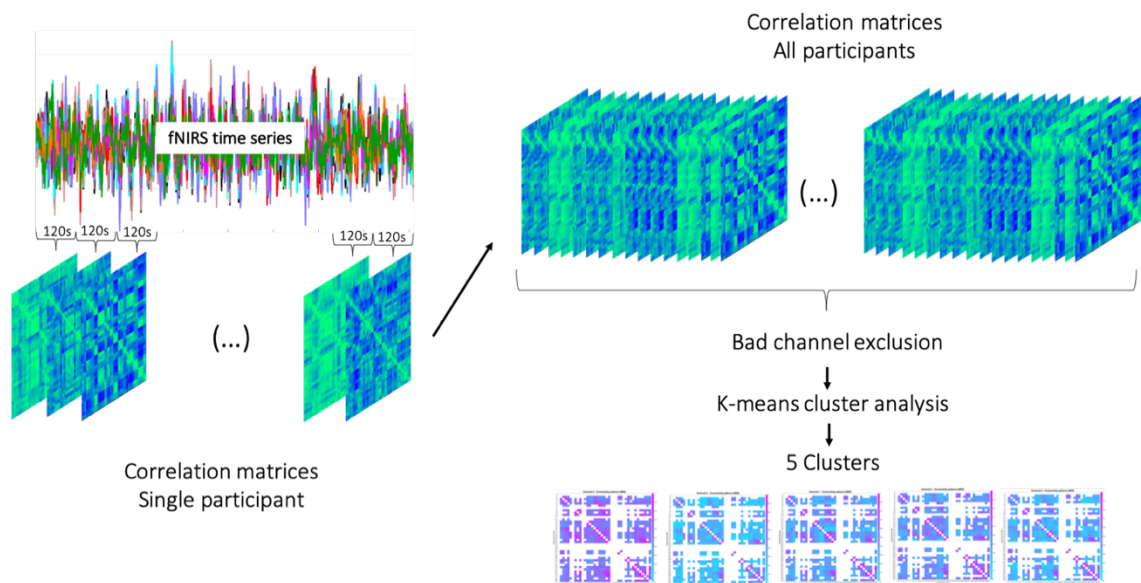 fNIRS time series
120s
120s
120s
120s
120s
(...)
Correlation matrices
Single participant
Correlation matrices
All participants
(...)
Bad channel exclusion
K-means cluster analysis
5 Clusters